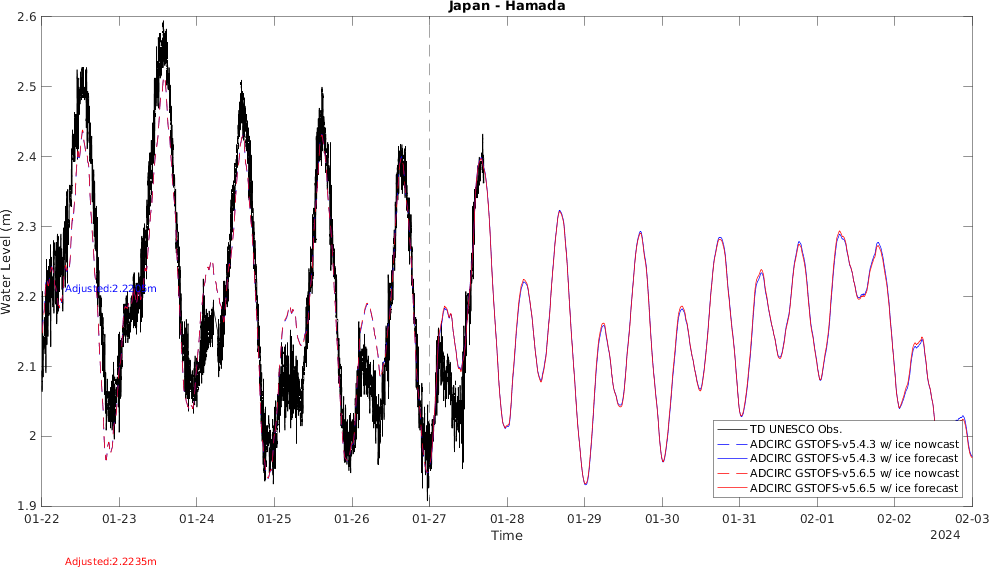 Japan - Hamada
2.6
2.5
2.4
2.3
2.2
2.1
2
1.9
Water Level (m)
TD UNESCO Obs.
ADCIRC GSTOFS-v5.4.3 w/ ice nowcast
ADCIRC GSTOFS-v5.4.3 w/ ice forecast
ADCIRC GSTOFS-v5.6.5 w/ ice nowcast
ADCIRC GSTOFS-v5.6.5 w/ ice forecast
01-22 01-23 01-24 01-25 01-26 01-27 01-28 01-29 01-30 01-31 02-01 02-02 02-03
Time
2024
Adjusted:2.2235m